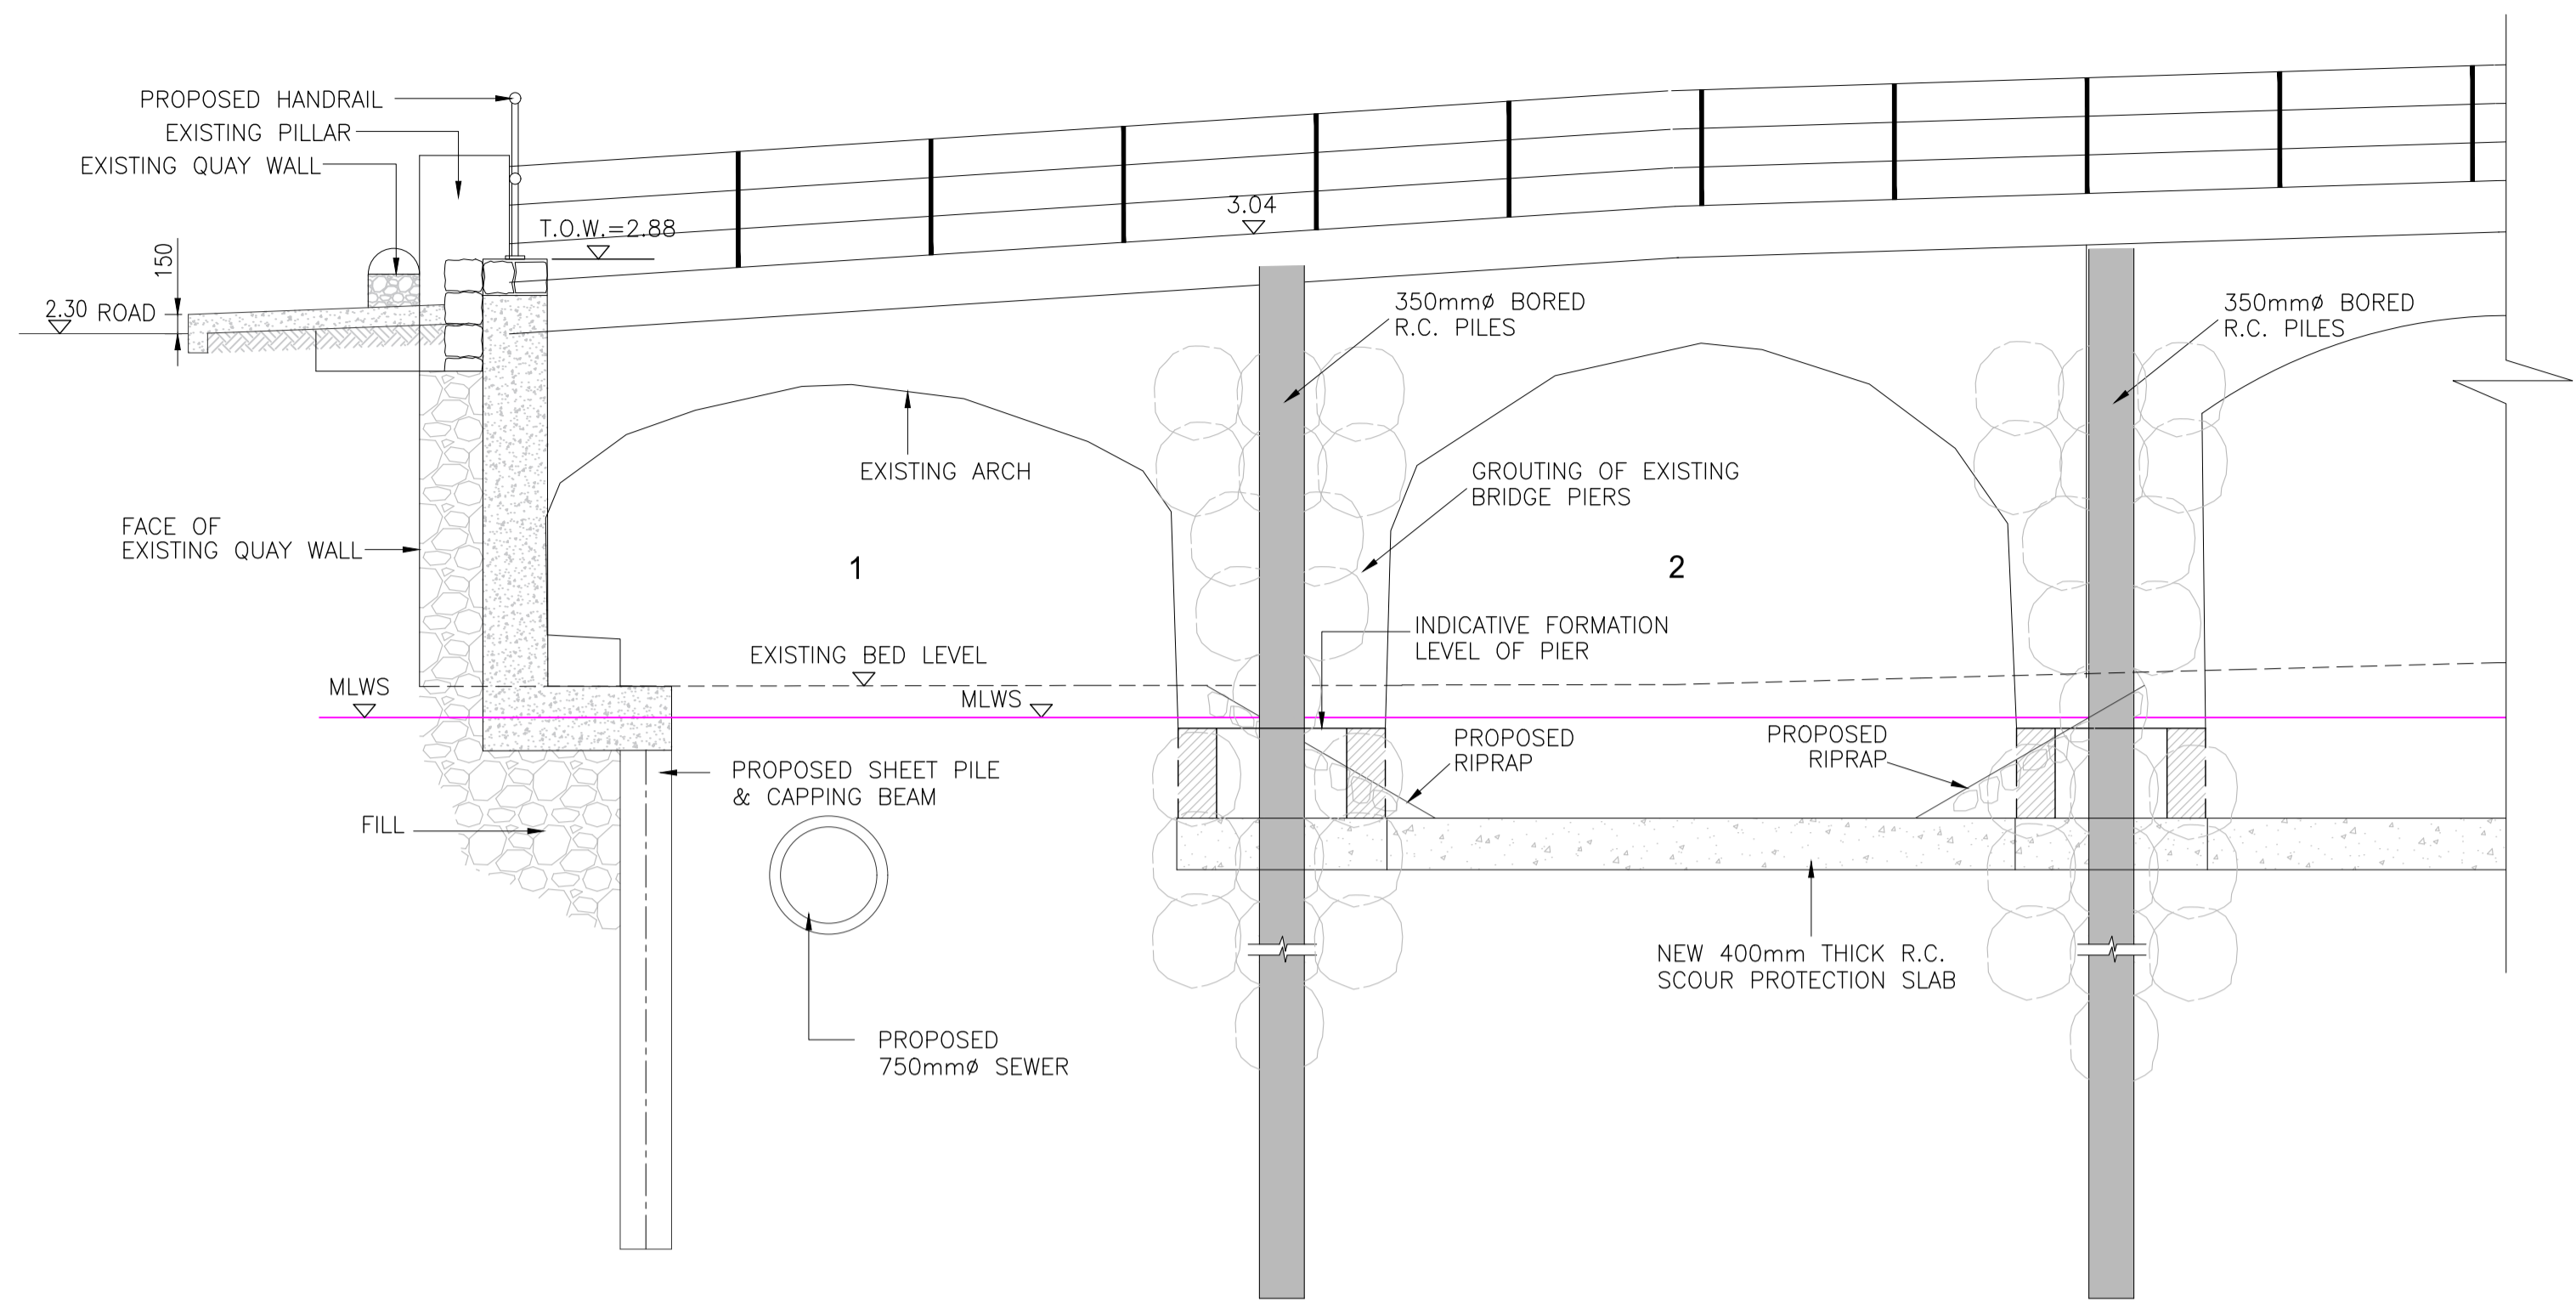 PROPOSED HANDRAIL
EXISTING PILLAR
EXISTING QUAY WALL
T.O.W.=2.88
3.04
150
2.30 ROAD
350mmø BORED
R.C. PILES
350mmø BORED
R.C. PILES
EXISTING ARCH
GROUTING OF EXISTING
BRIDGE PIERS
FACE OF
EXISTING QUAY WALL
1
2
INDICATIVE FORMATION
LEVEL OF PIER
EXISTING BED LEVEL
MLWS
MLWS
PROPOSED
RIPRAP
PROPOSED
RIPRAP
PROPOSED SHEET PILE
& CAPPING BEAM
FILL
NEW 400mm THICK R.C.
SCOUR PROTECTION SLAB
PROPOSED
750mmø SEWER